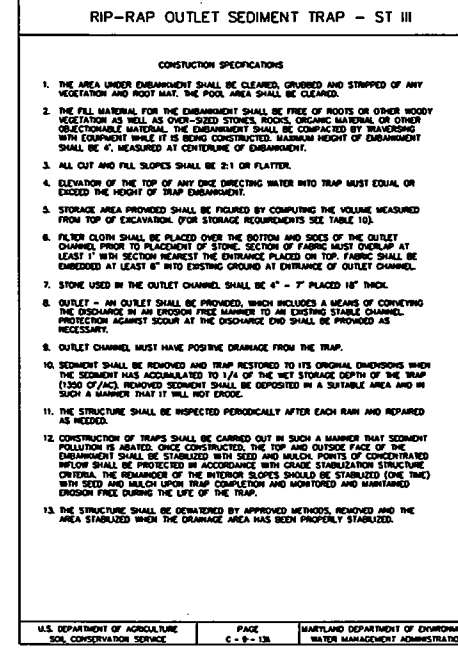 RIP-RAP OUTLET SEDIMENT TRAP - ST III
CONSTUCTION SPECIFICATIONS
1. THE AREA UNDER EMBANKMENT SHALL BE CLEARED, GRUBBED AND STRIPPED OF ANY
VEGETATION AND ROOT MAT. THE POOL AREA SHALL BE CLEARED.
2. THE FILL MATERIAL FOR THE EMBANKMENT SHALL BE FREE OF ROOTS OR OTHER WOODY
VEGETATION AS WELL AS OVER-SIZED STONES, ROCKS, ORGANIC MATERIAL OR OTHER
OBJECTIONABLE MATERIAL. THE EMBANKMENT SHALL BE COMPACTED BY TRAVERSING
WITH EQUIPMENT WHILE IT IS BEING CONSTRUCTED. MAXIMUM HEIGHT OF EMBANKMENT
SHALL BE 4', MEASURED AT CENTERLINE OF EMBANKMENT.
3. ALL CUT AND FILL SLOPES SHALL BE 2:1 OR FLATTER.
4. ELEVATION OF THE TOP OF ANY DIKE DIRECTING WATER INTO TRAP MUST EQUAL OR
EXCEED THE HEIGHT OF TRAP EMBANKMENT.
5. STORAGE AREA PROVIDED SHALL BE FIGURED BY COMPUTING THE VOLUME MEASURED
FROM TOP OF EXCAVATION. (FOR STORAGE REQUIREMENTS SEE TABLE 10).
6. FILTER CLOTH SHALL BE PLACED OVER THE BOTTOM AND SIDES OF THE OUTLET
CHANNEL PRIOR TO PLACEMENT OF STONE. SECTION OF FABRIC MUST OVERLAP AT
LEAST 1' WITH SECTION NEAREST THE ENTRANCE PLACED ON TOP. FABRIC SHALL BE
EMBEDDED AT LEAST 6" INTO EXISTING GROUND AT ENTRANCE OF OUTLET CHANNEL.
7. STONE USED IN THE OUTLET CHANNEL SHALL BE 4" - 7" PLACED 18" THICK.
8. OUTLET - AN OUTLET SHALL BE PROVIDED, WHICH INCLUDES A MEANS OF CONVEYING
THE DISCHARGE IN AN EROSION FREE MANNER TO AN EXISTING STABLE CHANNEL.
PROTECTION AGAINST SCOUR AT THE DISCHARGE END SHALL BE PROVIDED AS
NECESSARY.
9. OUTLET CHANNEL MUST HAVE POSITIVE DRAINAGE FROM THE TRAP.
10. SEDIMENT SHALL BE REMOVED AND TRAP RESTORED TO ITS ORIGINAL DIMENSIONS WHEN
THE SEDIMENT HAS ACCUMULATED TO 1/4 OF THE WET STORAGE DEPTH OF THE TRAP
(1350 CF/AC). REMOVED SEDIMENT SHALL BE DEPOSITED IN A SUITABLE AREA AND IN
SUCH A MANNER THAT IT WILL NOT ERODE.
11. THE STRUCTURE SHALL BE INSPECTED PERIODICALLY AFTER EACH RAIN AND REPAIRED
AS NEEDED.
12. CONSTRUCTION OF TRAPS SHALL BE CARRIED OUT IN SUCH A MANNER THAT SEDIMENT
POLLUTION IS ABATED. ONCE CONSTRUCTED, THE TOP AND OUTSIDE FACE OF THE
EMBANKMENT SHALL BE STABILIZED WITH SEED AND MULCH. POINTS OF CONCENTRATED
INFLOW SHALL BE PROTECTED IN ACCORDANCE WITH GRADE STABILIZATION STRUCTURE
CRITERIA. THE REMAINDER OF THE INTERIOR SLOPES SHOULD BE STABILIZED (ONE TIME)
WITH SEED AND MULCH UPON TRAP COMPLETION AND MONITORED AND MAINTAINED
EROSION FREE DURING THE LIFE OF THE TRAP.
13. THE STRUCTURE SHALL BE DEWATERED BY APPROVED METHODS, REMOVED AND THE
AREA STABILIZED WHEN THE DRAINAGE AREA HAS BEEN PROPERLY STABILIZED.
U.S. DEPARTMENT OF AGRICULTURE
SOIL CONSERVATION SERVICE
PAGE
C - 9 - 13A
MARYLAND DEPARTMENT OF ENVIRONM
WATER MANAGEMENT ADMINISTRATIO